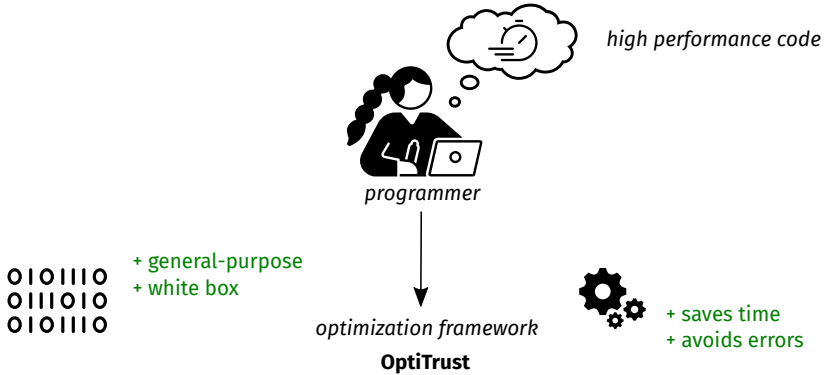 high performance code
programmer
0101110
0111010
0101110
+ general-purpose
+ white box
optimization framework
OptiTrust
+ saves time
+ avoids errors